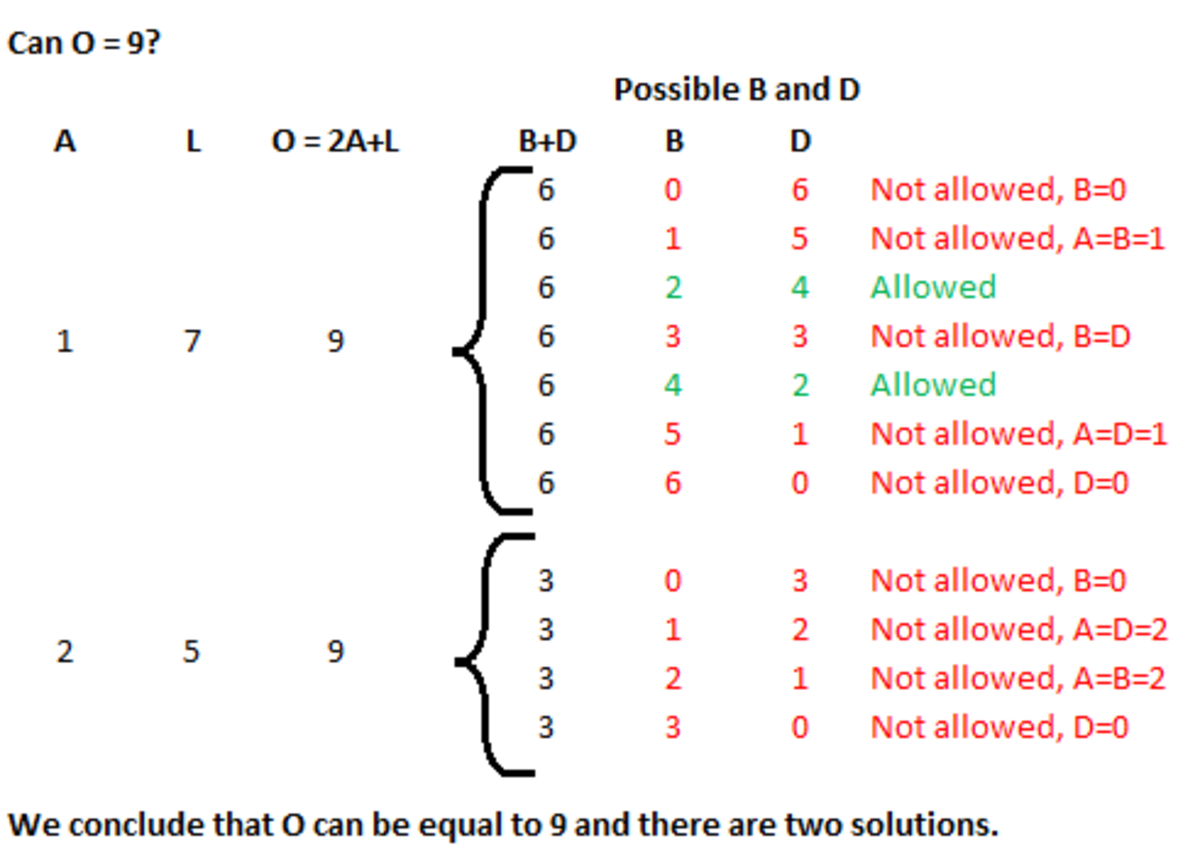 Can O = 9?
Possible B and D
A L O = 2A+L B+D B D
6 0 6 Not allowed, B=0
6 1 5 Not allowed, A=B=1
6 2 4 Allowed
1 7 9 6 3 3 Not allowed, B=D
6 4 2 Allowed
6 5 1 Not allowed, A=D=1
6 6 0 Not allowed, D=0
3 0 3 Not allowed, B=0
3 1 2 Not allowed, A=D=2
2 5 9
3 2 1 Not allowed, A=B=2
3 3 0 Not allowed, D=0
We conclude that O can be equal to 9 and there are two solutions.